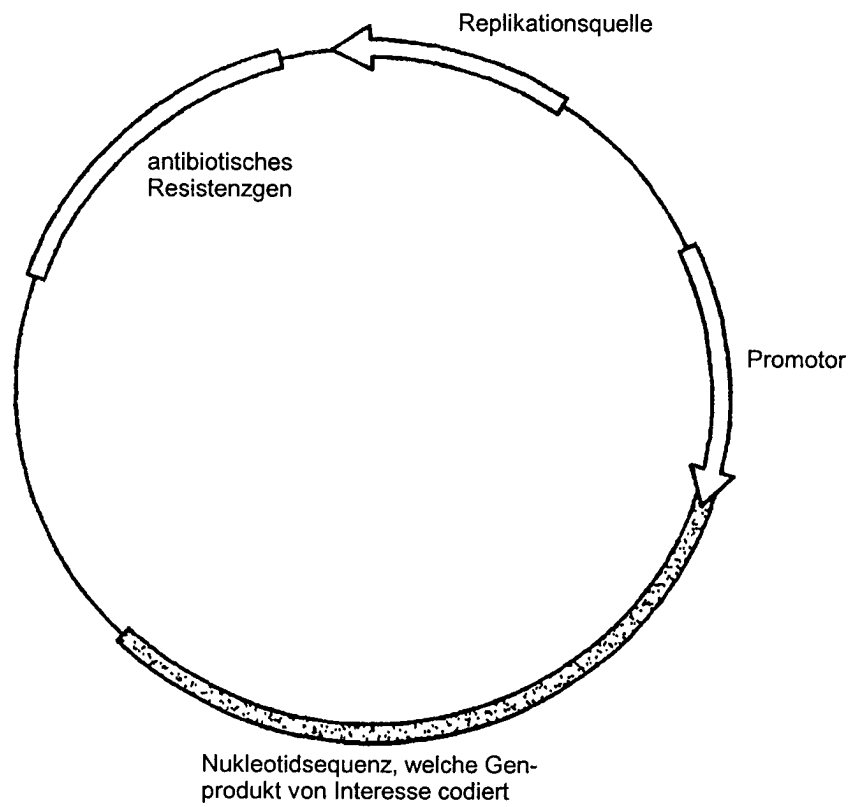 Replikationsquelle
antibiotisches
Resistenzgen
Promotor
Nukleotidsequenz, welche Gen-
produkt von Interesse codiert